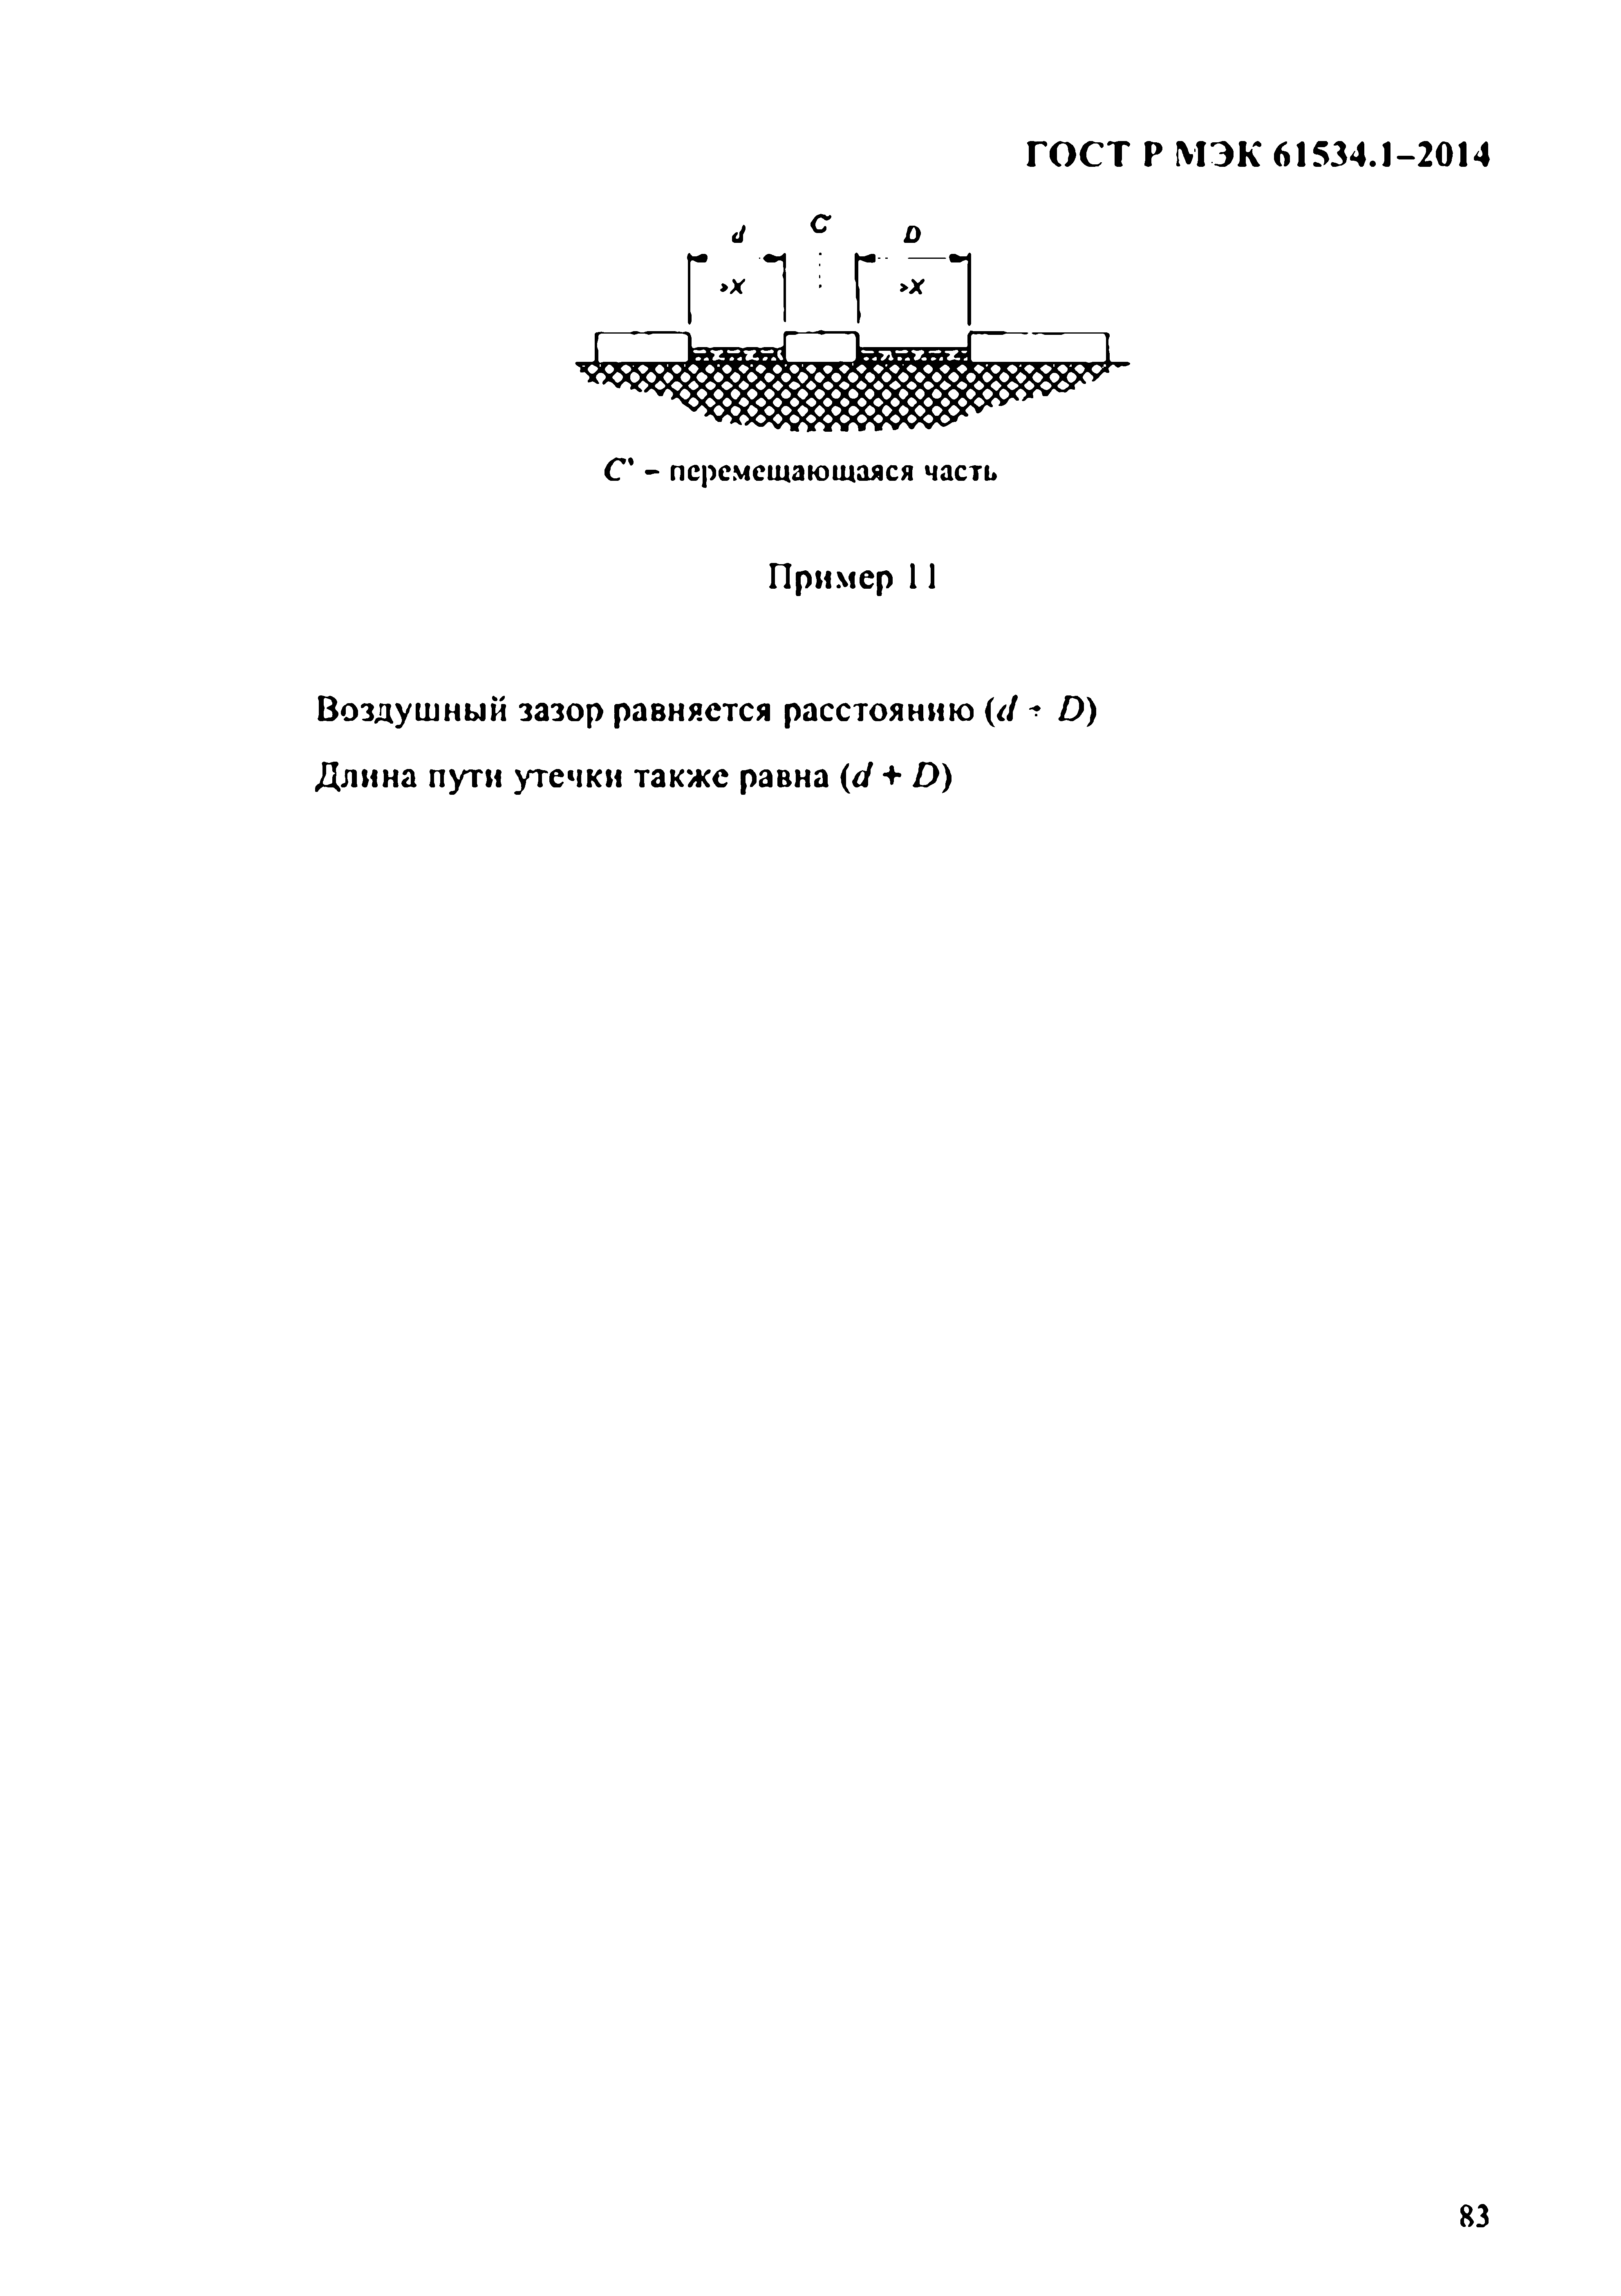 ГОСТ Р МЭК 61534.1–2014
d C D
>X >X
C – перемещающаяся часть
Пример 11
Воздушный зазор равняется расстоянию (d + D)
Длина пути утечки также равна (d + D)
83